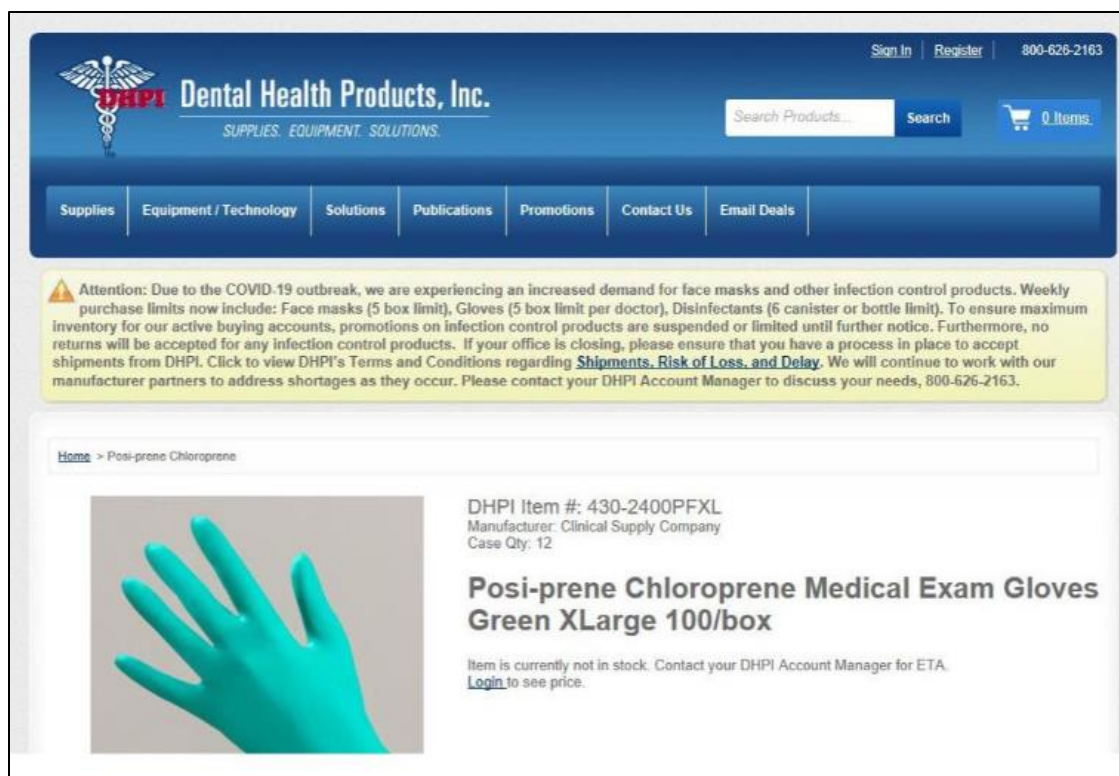 Sign In | Register | 800-626-2163
DHPI
Dental Health Products, Inc.
SUPPLIES. EQUIPMENT. SOLUTIONS.
Search Products...
Search
0 Items
Supplies
Equipment / Technology
Solutions
Publications
Promotions
Contact Us
Email Deals
Attention: Due to the COVID-19 outbreak, we are experiencing an increased demand for face masks and other infection control products. Weekly
purchase limits now include: Face masks (5 box limit), Gloves (5 box limit per doctor), Disinfectants (6 canister or bottle limit). To ensure maximum
inventory for our active buying accounts, promotions on infection control products are suspended or limited until further notice. Furthermore, no
returns will be accepted for any infection control products. If your office is closing, please ensure that you have a process in place to accept
shipments from DHPI. Click to view DHPI's Terms and Conditions regarding Shipments, Risk of Loss, and Delay. We will continue to work with our
manufacturer partners to address shortages as they occur. Please contact your DHPI Account Manager to discuss your needs, 800-626-2163.
Home > Posi-prene Chloroprene
DHPI Item #: 430-2400PFXL
Manufacturer: Clinical Supply Company
Case Qty: 12
Posi-prene Chloroprene Medical Exam Gloves
Green XLarge 100/box
Item is currently not in stock. Contact your DHPI Account Manager for ETA.
Login to see price.